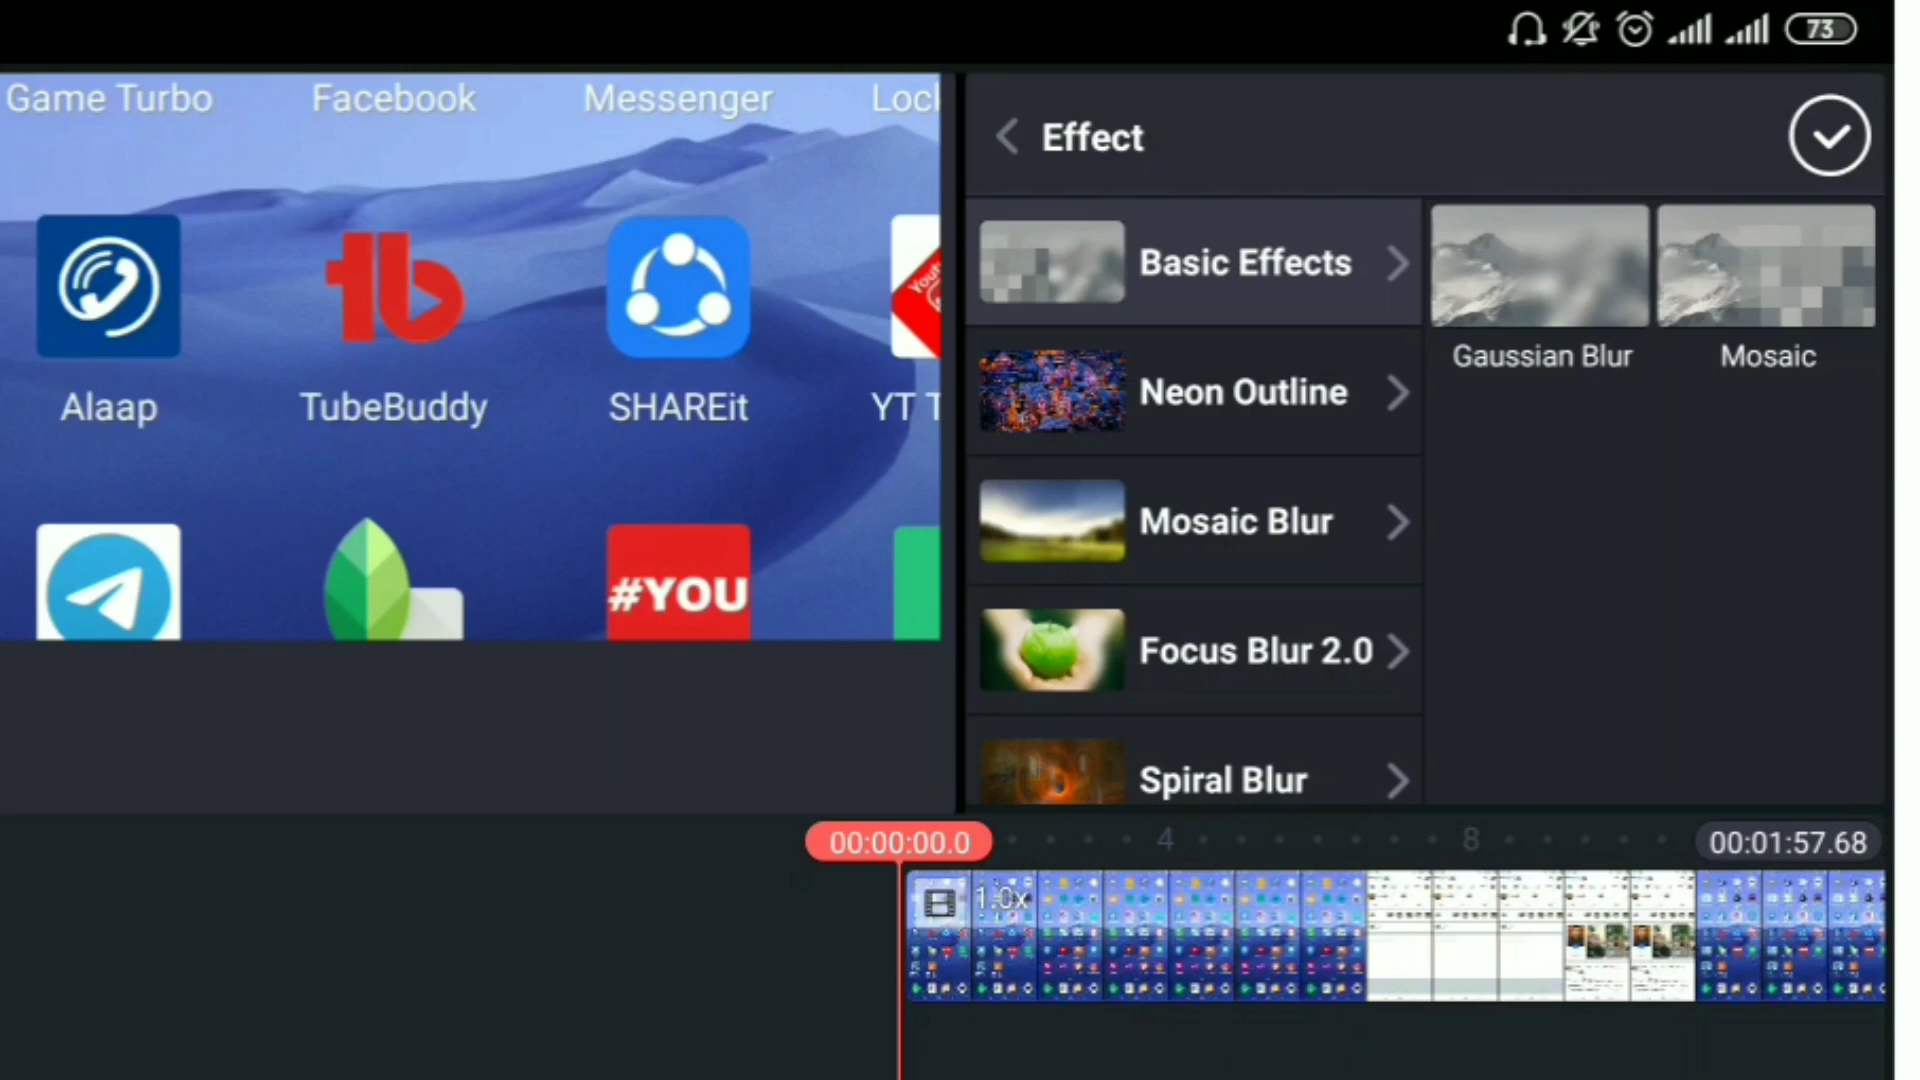 73
Game Turbo
Facebook
Messenger
Effect
Basic Effects
Gaussian Blur
Mosaic
Neon Outline
Alaap
TubeBuddy
SHAREit
YT T
Mosaic Blur
#YOU
Focus Blur 2.0
Spiral Blur
00:00:00.0
4
8
00:01:57.68
1.0x